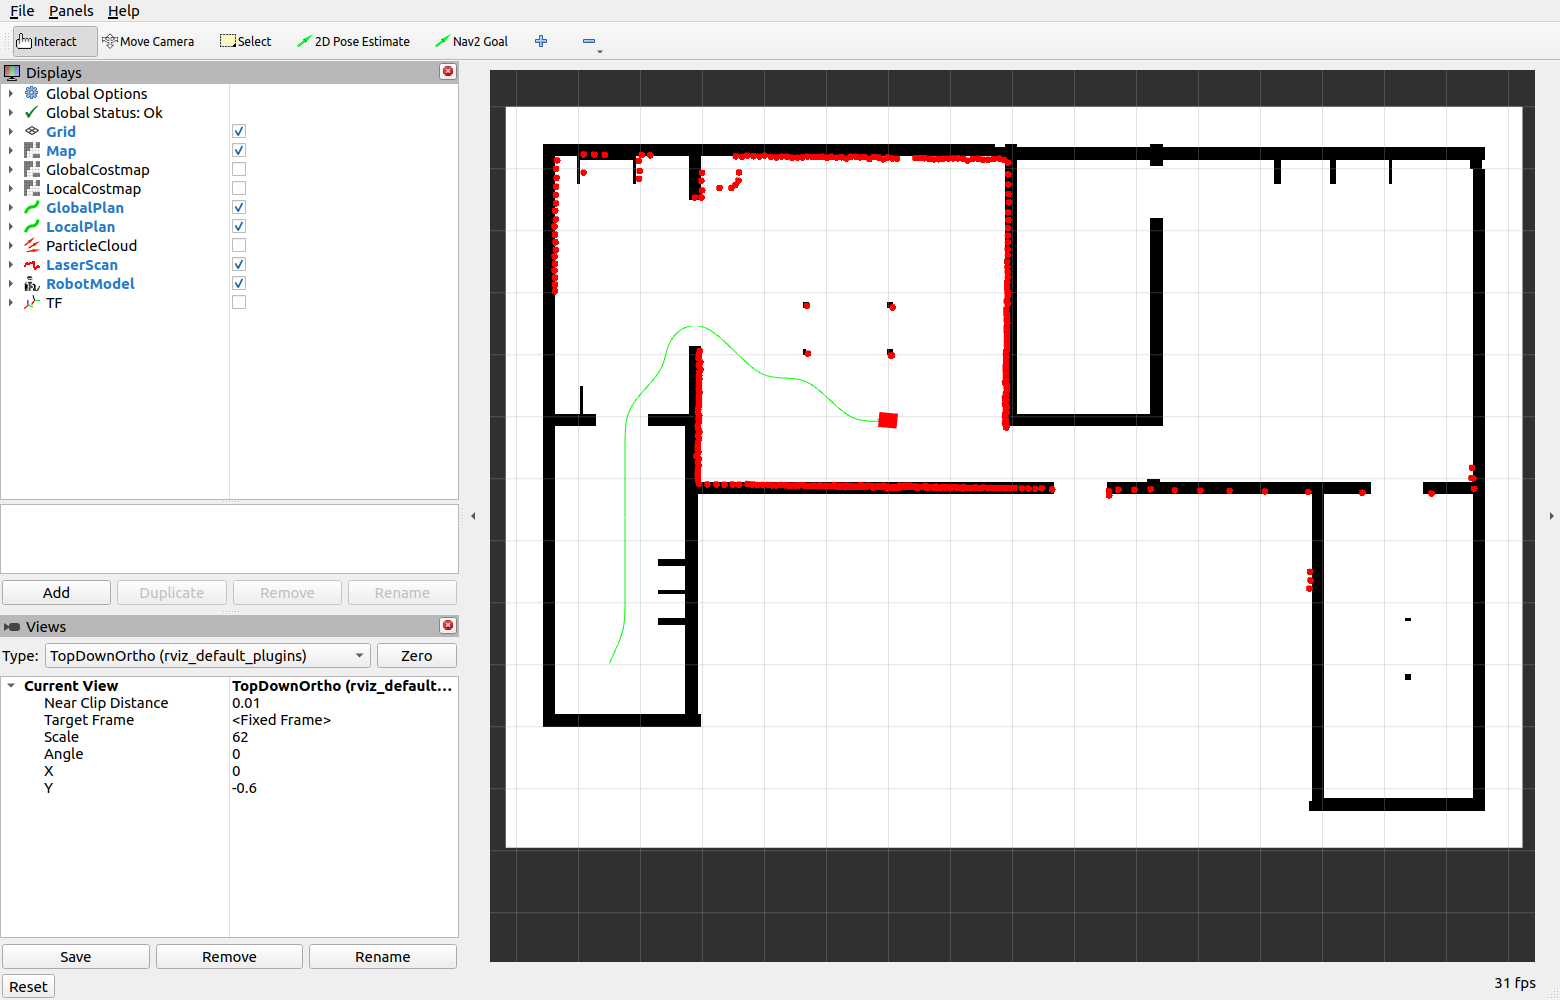 File Panels Help
Interact Move Camera Select 2D Pose Estimate Nav2 Goal
Displays
Global Options
Global Status: Ok
Grid
Map
GlobalCostmap
LocalCostmap
GlobalPlan
LocalPlan
ParticleCloud
LaserScan
RobotModel
TF
Add Duplicate Remove Rename
Views
Type: TopDownOrtho (rviz_default_plugins) Zero
Current View TopDownOrtho (rviz_default...
Near Clip Distance 0.01
Target Frame <Fixed Frame>
Scale 62
Angle 0
X 0
Y -0.6
Save Remove Rename
Reset
31 fps